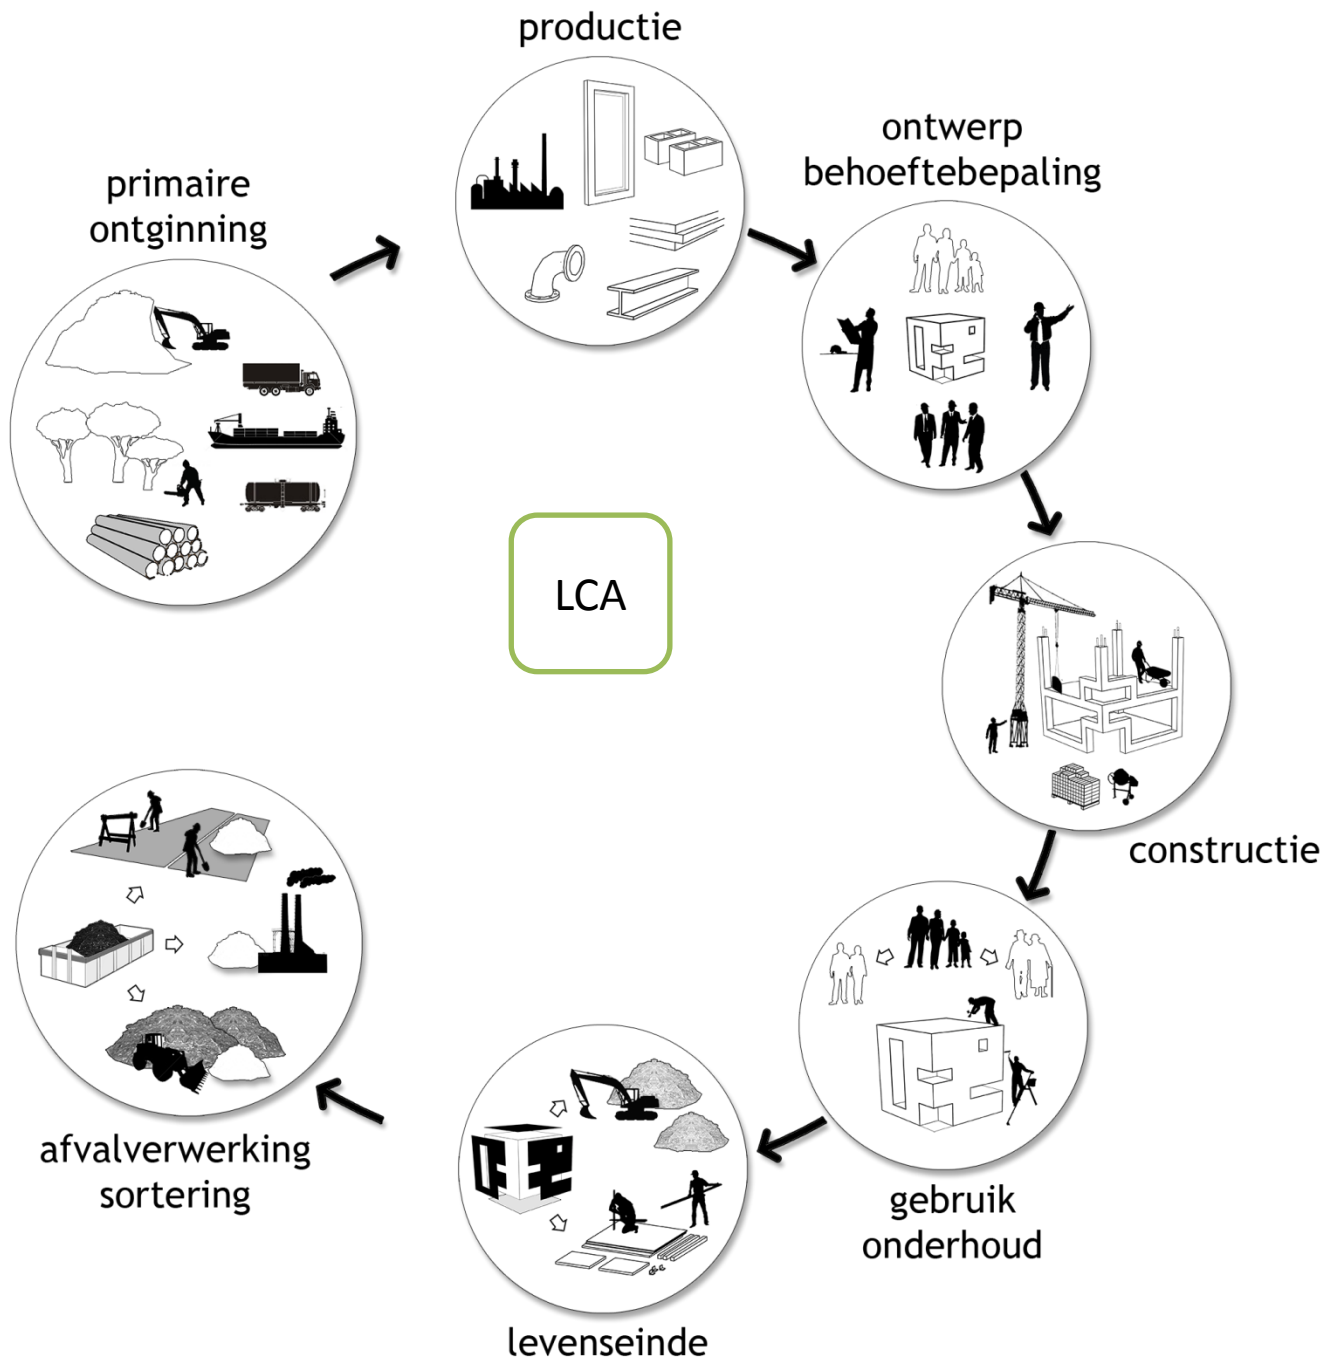 productie
ontwerp
behoeftebepaling
primaire
ontginning
LCA
constructie
afvalverwerking
sortering
gebruik
onderhoud
levenseinde